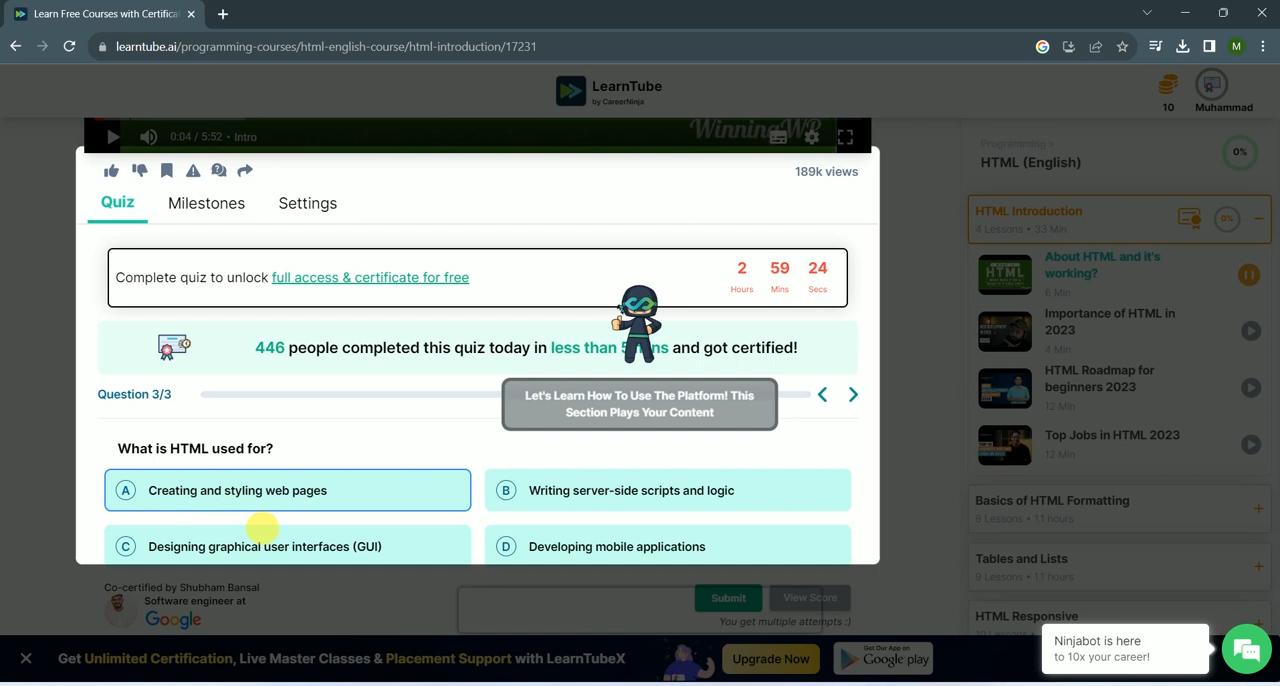 Learn Free Courses with Certifica
learntube.ai/programming-courses/html-english-course/html-introduction/17231
M
LearnTube
by CareerNinja
10
Muhammad
0:04 / 5:52 • Intro
WinningWP
189k views
Quiz Milestones Settings
Complete quiz to unlock full access & certificate for free
2 59 24
Hours Mins Secs
446 people completed this quiz today in less than 5 and got certified!
Question 3/3
Let's Learn How To Use The Platform! This
Section Plays Your Content
What is HTML used for?
A Creating and styling web pages
B Writing server-side scripts and logic
C Designing graphical user interfaces (GUI)
D Developing mobile applications
Co-certified by Shubham Bansal
Software engineer at
Google
Submit
View Score
You get multiple attempts :)
Programming >
HTML (English)
0%
HTML Introduction
4 Lessons • 33 Min
0%
HTML
About HTML and it's
working?
6 Min
Importance of HTML in
2023
4 Min
HTML Roadmap for
beginners 2023
12 Min
Top Jobs in HTML 2023
12 Min
Basics of HTML Formatting
8 Lessons • 1.1 hours
Tables and Lists
9 Lessons • 1.1 hours
HTML Responsive
Get Unlimited Certification, Live Master Classes & Placement Support with LearnTubeX
Upgrade Now
Get Our App on
Google play
Ninjabot is here
to 10x your career!